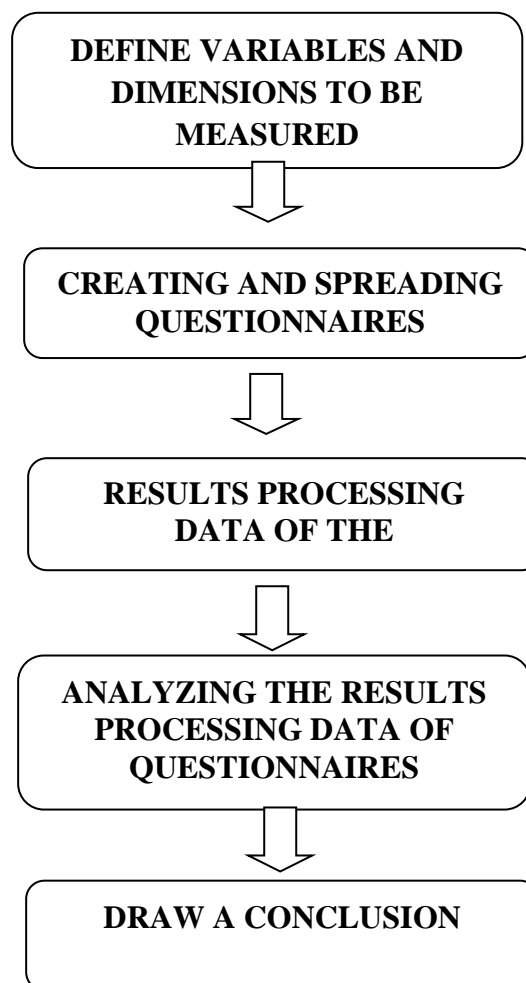 DEFINE VARIABLES AND
DIMENSIONS TO BE
MEASURED
CREATING AND SPREADING
QUESTIONNAIRES
RESULTS PROCESSING
DATA OF THE
ANALYZING THE RESULTS
PROCESSING DATA OF
QUESTIONNAIRES
DRAW A CONCLUSION